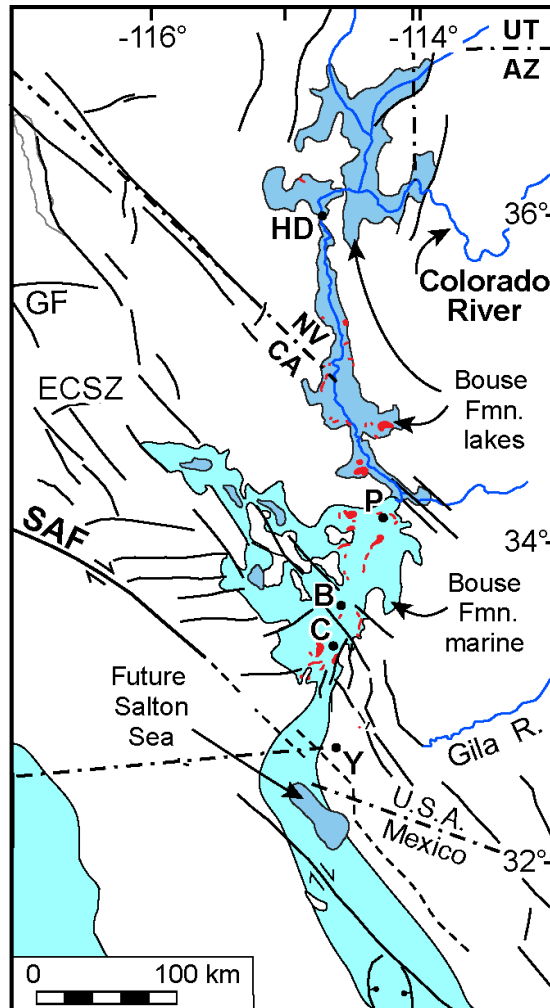 -116°
-114°
UT
AZ
36°
HD
Colorado
River
GF
NV
CA
ECSZ
Bouse
Fmn.
lakes
P
SAF
34°
B
Bouse
Fmn.
marine
C
Future
Salton
Sea
Gila R.
Y
U.S.A.
Mexico
32°
0 100 km